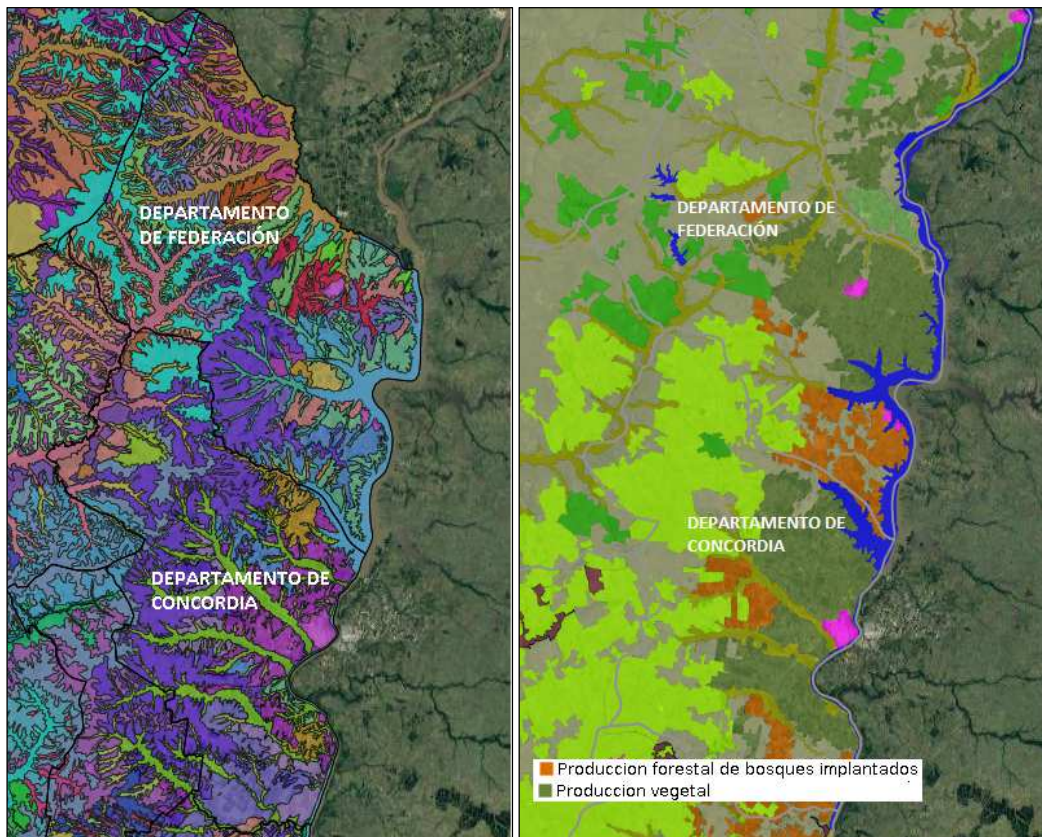 DEPARTAMENTO
DE FEDERACIÓN
DEPARTAMENTO DE
CONCORDIA
DEPARTAMENTO DE
FEDERACIÓN
DEPARTAMENTO DE
CONCORDIA
Produccion forestal de bosques implantados
Produccion vegetal